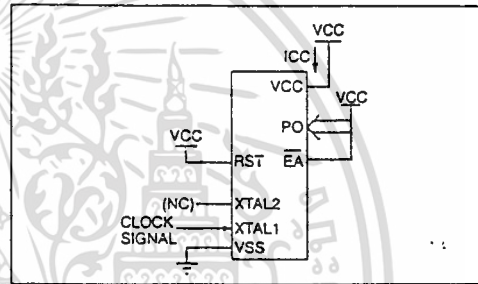 VCC
ICC
VCC
VCC
PO
VCC
RST
EA
(NC)
XTAL2
CLOCK
SIGNAL
XTAL1
VSS